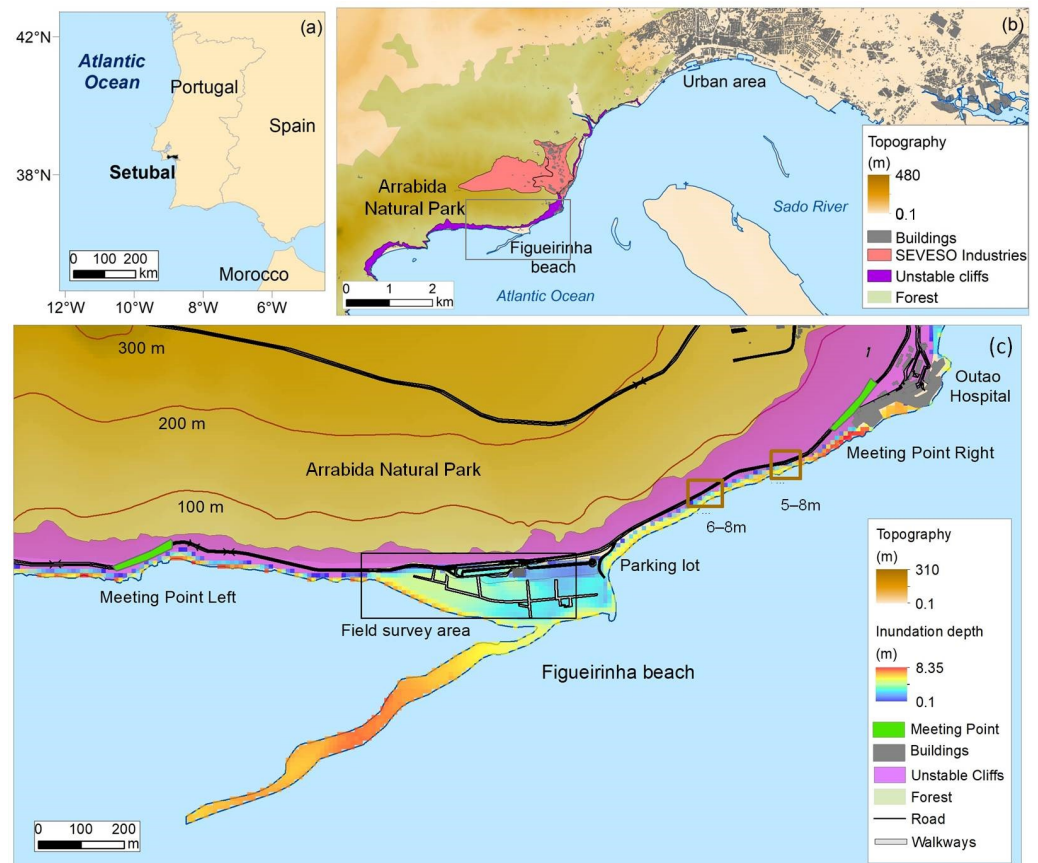 (a)
42°N
Atlantic
Ocean
Portugal
Spain
Setubal
38°N
0 100 200
km
Morocco
12°W 10°W 8°W 6°W
(b)
Urban area
Arrabida
Natural Park
Sado River
Figueirinha
beach
0 1 2
km
Atlantic Ocean
Topography
(m)
480
0.1
Buildings
SEVESO Industries
Unstable cliffs
Forest
(c)
300 m
200 m
Arrabida Natural Park
100 m
1
Outao
Hospital
Meeting Point Right
5–8m
6–8m
Parking lot
Meeting Point Left
Field survey area
Figueirinha beach
0 100 200
m
Topography
(m)
310
0.1
Inundation depth
(m)
8.35
0.1
Meeting Point
Buildings
Unstable Cliffs
Forest
Road
Walkways